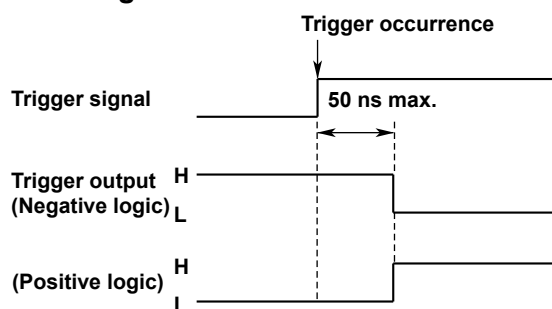 Trigger occurrence
Trigger signal
50 ns max.
Trigger output
(Negative logic)
H
L
(Positive logic)
H
L